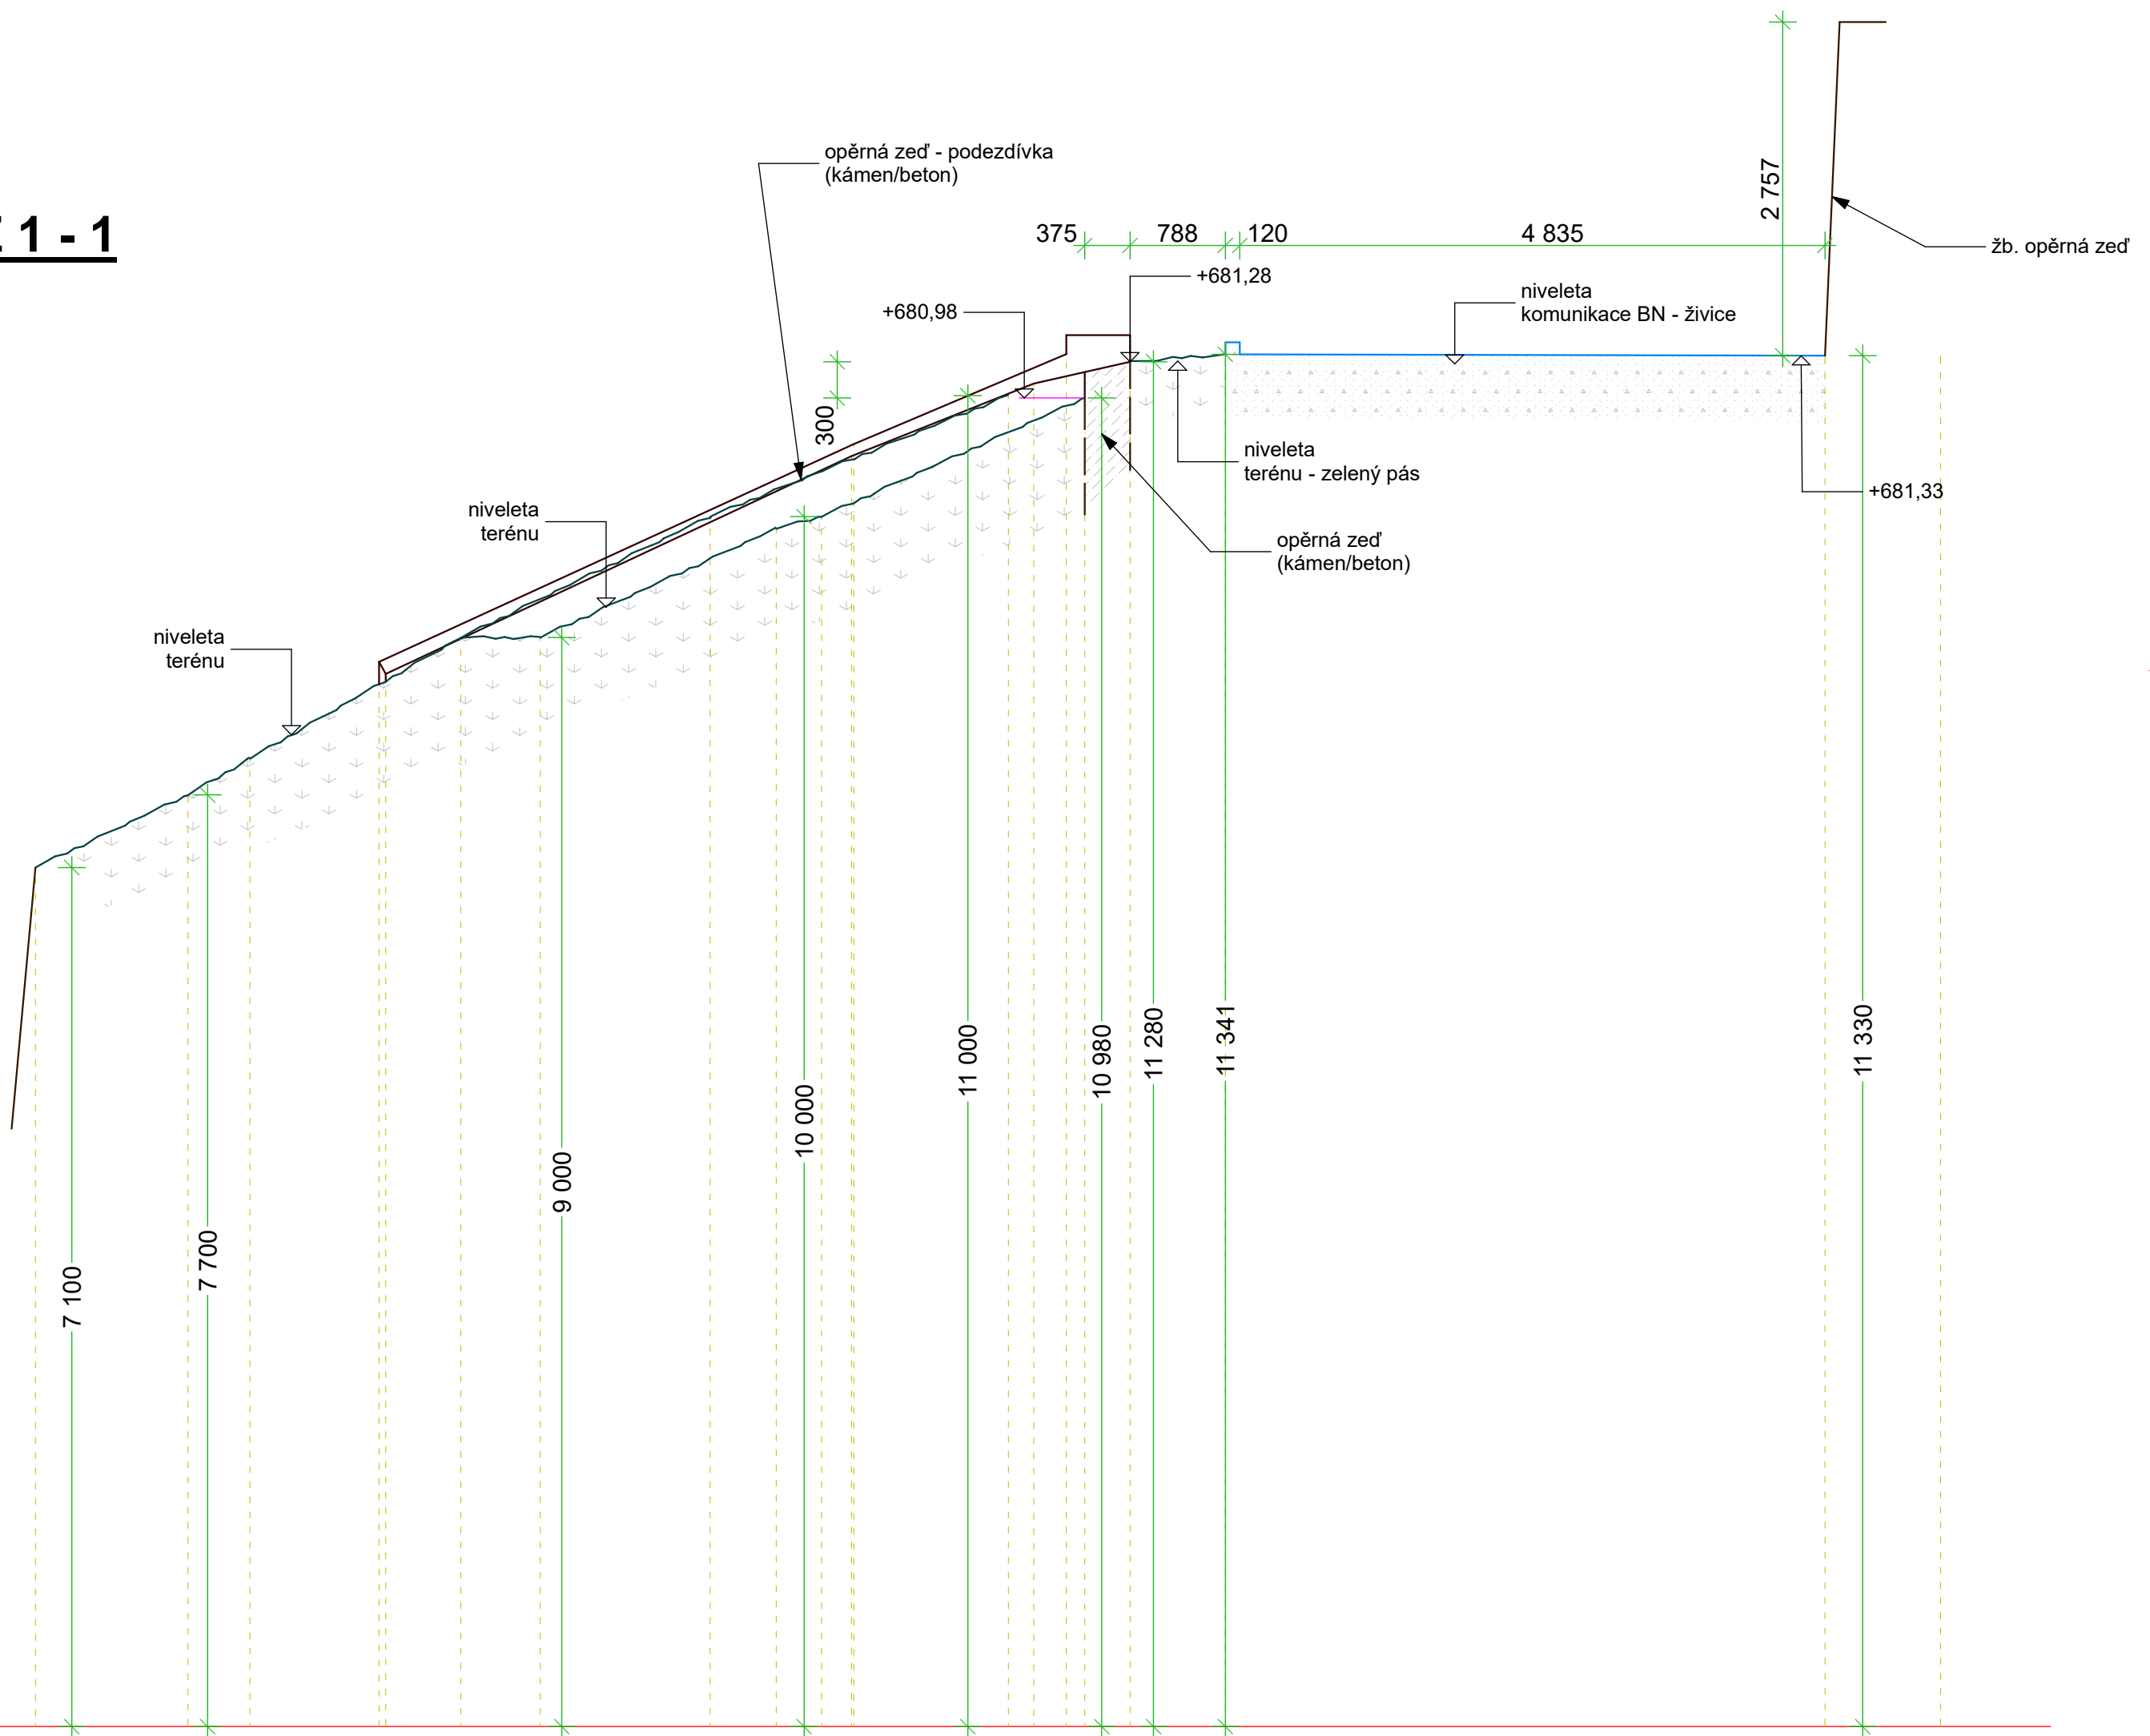 1 - 1
opěrná zeď - podezdívka
(kámen/beton)
2 757
375
788
120
4 835
žb. opěrná zeď
+681,28
+680,98
niveleta
komunikace BN - živice
300
niveleta
terénu - zelený pás
+681,33
niveleta
terénu
opěrná zeď
(kámen/beton)
niveleta
terénu
7 100
7 700
9 000
10 000
11 000
10 980
11 280
11 341
11 330